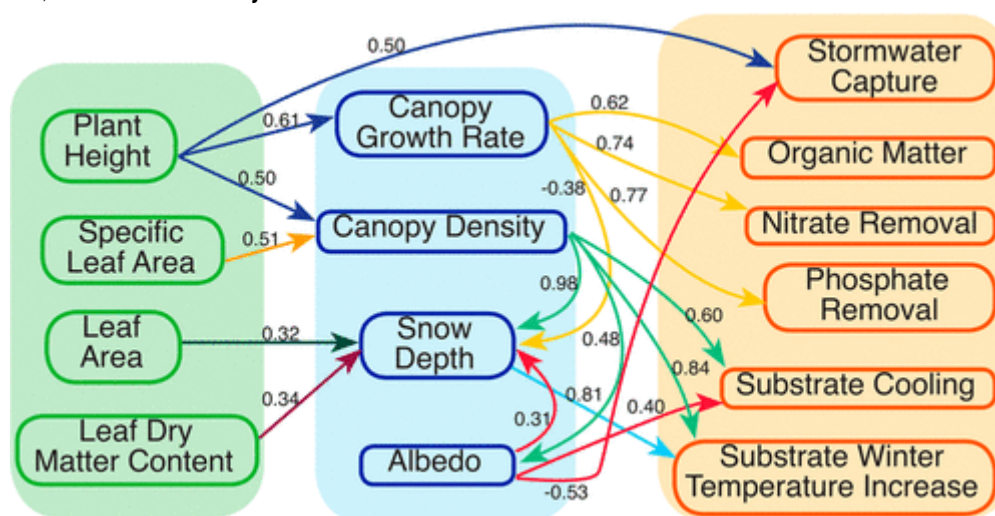 0.50
Stormwater
Capture
Plant
Height
0.61
Canopy
Growth Rate
0.62
Organic Matter
0.74
0.50
-0.38
0.77
Specific
Leaf Area
0.51
Canopy Density
Nitrate Removal
Phosphate
Removal
0.98
Leaf
Area
0.32
Snow
Depth
0.48
0.60
0.84
Substrate Cooling
Leaf Dry
Matter Content
0.34
0.31
0.81
0.40
Albedo
-0.53
Substrate Winter
Temperature Increase